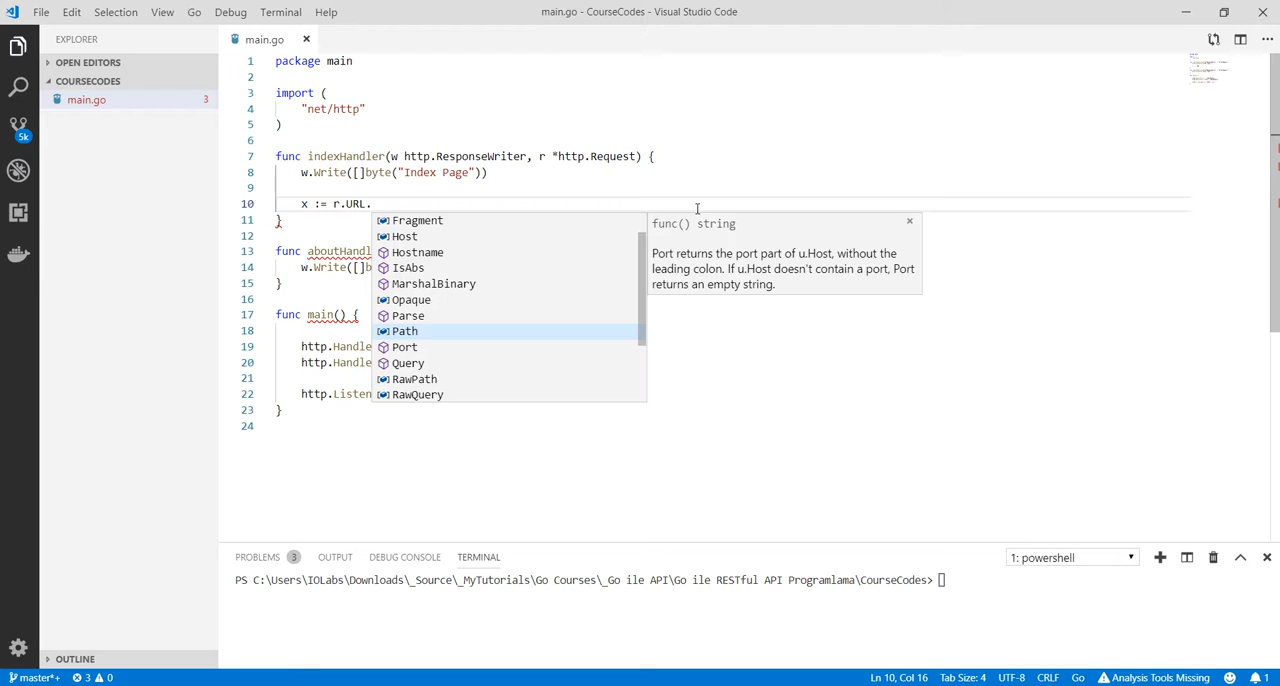 File Edit Selection View Go Debug Terminal Help
main.go - CourseCodes - Visual Studio Code
EXPLORER
OPEN EDITORS
COURSECODES
main.go 3
5k
OUTLINE
main.go
1 package main
2
3 import (
4 "net/http"
5 )
6
7 func indexHandler(w http.ResponseWriter, r *http.Request) {
8 w.Write([]byte("Index Page"))
9
10 x := r.URL.
11 }
12
13 func aboutHandl
14 w.Write([]b
15 }
16
17 func main() {
18
19 http.Handle
20 http.Handle
21
22 http.Listen
23 }
24
Fragment
Host
Hostname
IsAbs
MarshalBinary
Opaque
Parse
Path
Port
Query
RawPath
RawQuery
func() string
Port returns the port part of u.Host, without the
leading colon. If u.Host doesn't contain a port, Port
returns an empty string.
PROBLEMS 3 OUTPUT DEBUG CONSOLE TERMINAL
1: powershell
PS C:\Users\IOLabs\Downloads\_Source\_MyTutorials\Go Courses\_Go ile API\Go ile RESTful API Programlama\CourseCodes>
master*+ 3 0
Ln 10, Col 16 Tab Size: 4 UTF-8 CRLF Go Analysis Tools Missing 1